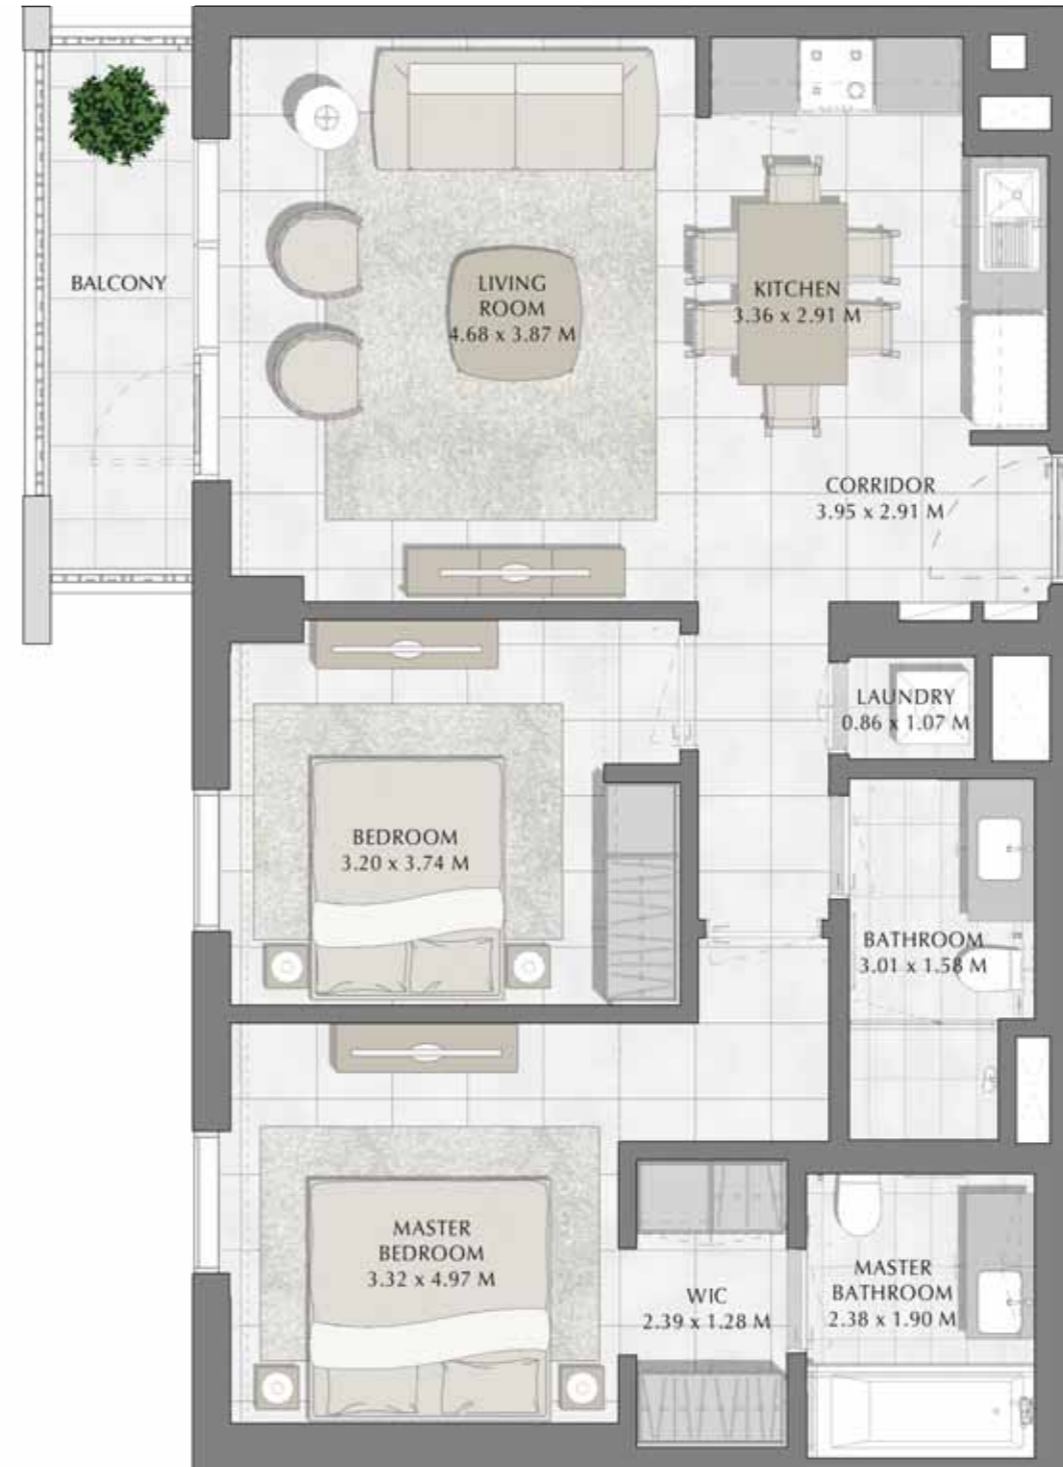 BALCONY
LIVING
ROOM
4.68 x 3.87 M
KITCHEN
3.36 x 2.91 M
CORRIDOR
3.95 x 2.91 M
LAUNDRY
0.86 x 1.07 M
BEDROOM
3.20 x 3.74 M
BATHROOM
3.01 x 1.58 M
MASTER
BEDROOM
3.32 x 4.97 M
WIC
2.39 x 1.28 M
MASTER
BATHROOM
2.38 x 1.90 M